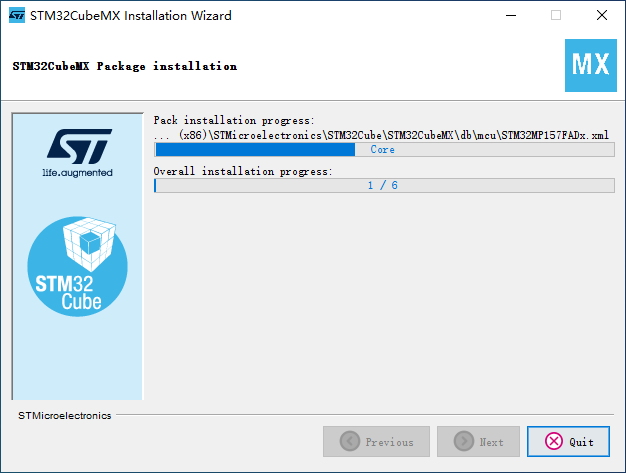 STM32CubeMX Installation Wizard
STM32CubeMX Package installation
MX
Pack installation progress:
... (x86)\STMicroelectronics\STM32Cube\STM32CubeMX\db\mcu\STM32MP157FADx.xml
Core
Overall installation progress:
1 / 6
ST
life.augmented
STM32
Cube
STMicroelectronics
Previous
Next
Quit